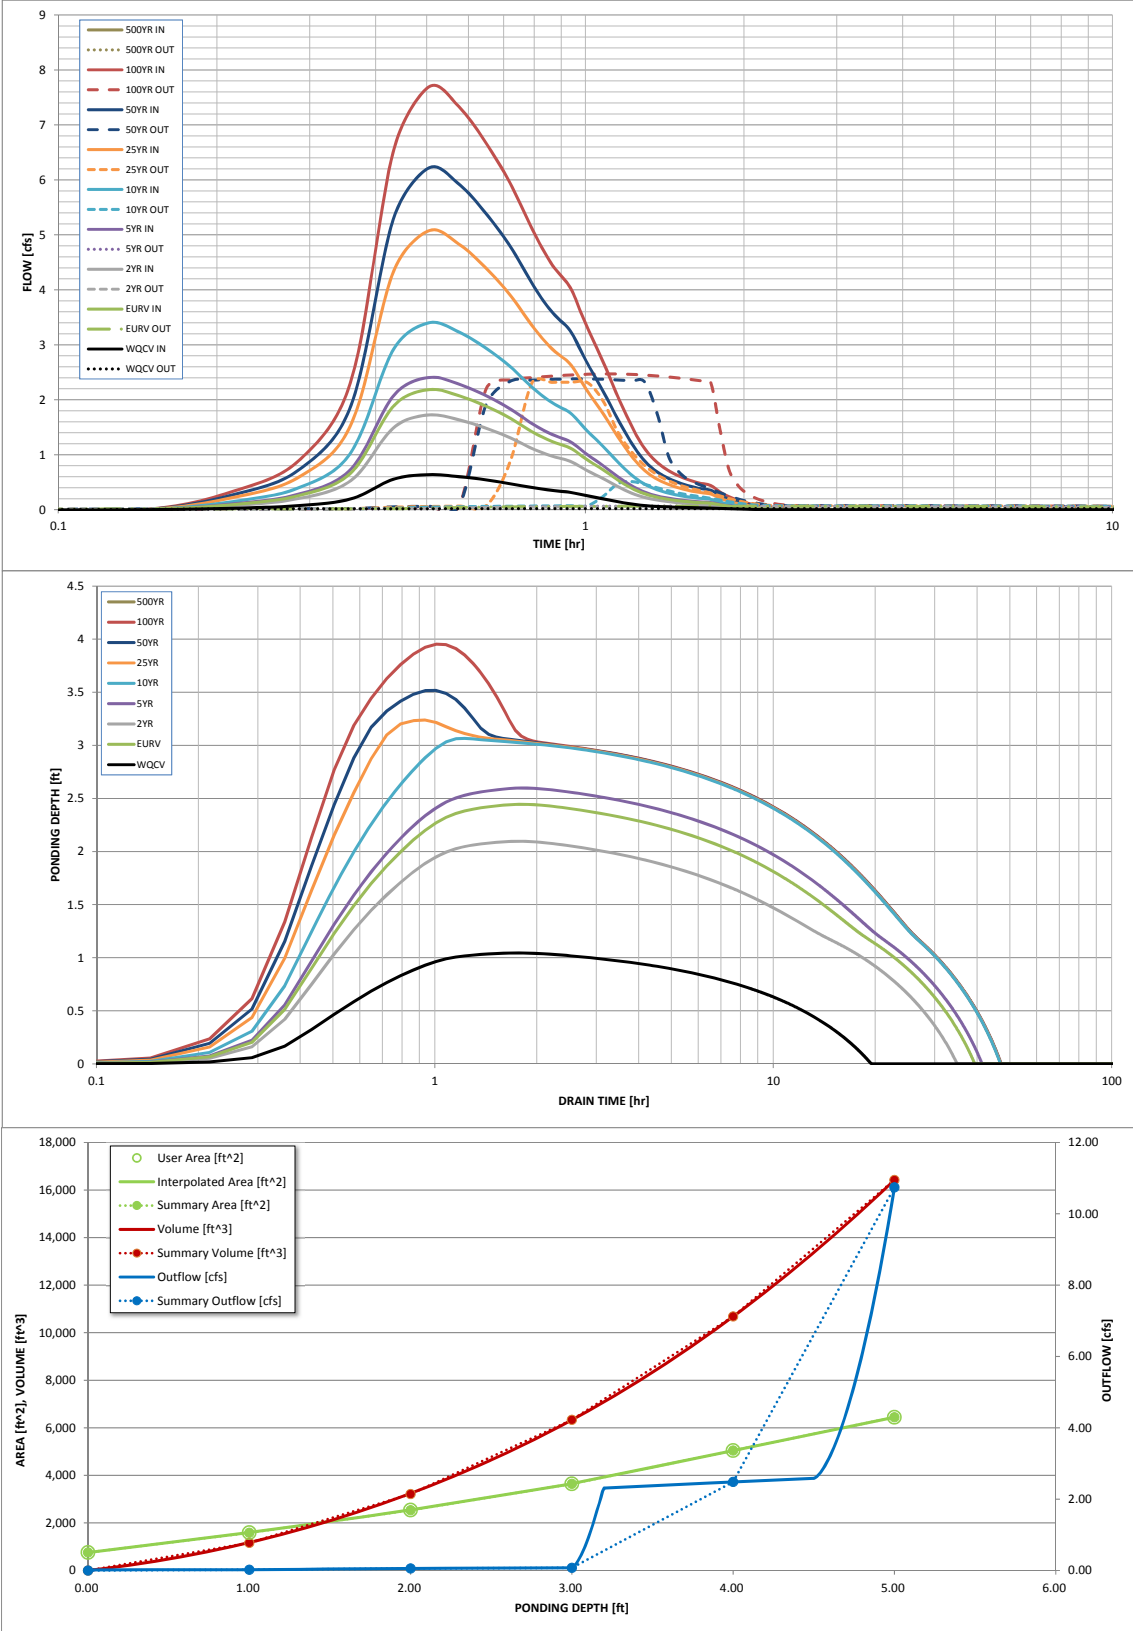 9
8
7
6
5
4
3
2
1
0
FLOW [cfs]
500YR IN
500YR OUT
100YR IN
100YR OUT
50YR IN
50YR OUT
25YR IN
25YR OUT
10YR IN
10YR OUT
5YR IN
5YR OUT
2YR IN
2YR OUT
EURV IN
EURV OUT
WQCV IN
WQCV OUT
0.1
1
10
TIME [hr]
4.5
4
3.5
3
2.5
2
1.5
1
0.5
0
PONDING DEPTH [ft]
500YR
100YR
50YR
25YR
10YR
5YR
2YR
EURV
WQCV
0.1
1
10
100
DRAIN TIME [hr]
18,000
16,000
14,000
12,000
10,000
8,000
6,000
4,000
2,000
0
AREA [ft^2], VOLUME [ft^3]
User Area [ft^2]
Interpolated Area [ft^2]
Summary Area [ft^2]
Volume [ft^3]
Summary Volume [ft^3]
Outflow [cfs]
Summary Outflow [cfs]
12.00
10.00
8.00
6.00
4.00
2.00
0.00
OUTFLOW [cfs]
0.00
1.00
2.00
3.00
4.00
5.00
6.00
PONDING DEPTH [ft]